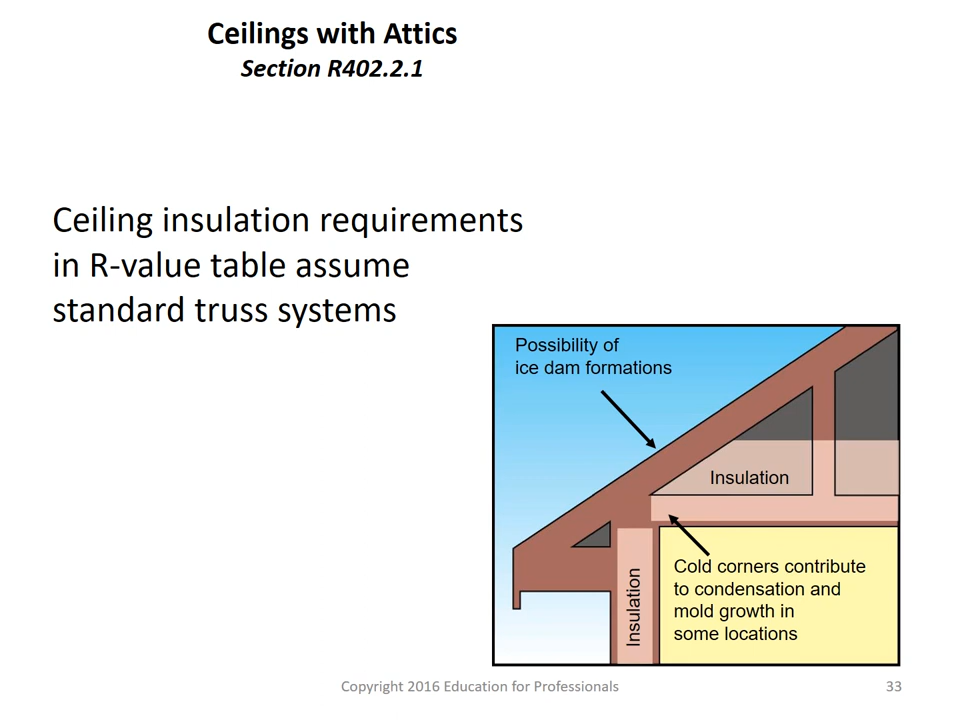 Ceilings with Attics
Section R402.2.1
Ceiling insulation requirements
in R-value table assume
standard truss systems
Possibility of
ice dam formations
Insulation
Cold corners contribute
to condensation and
mold growth in
some locations
Insulation
Copyright 2016 Education for Professionals
33